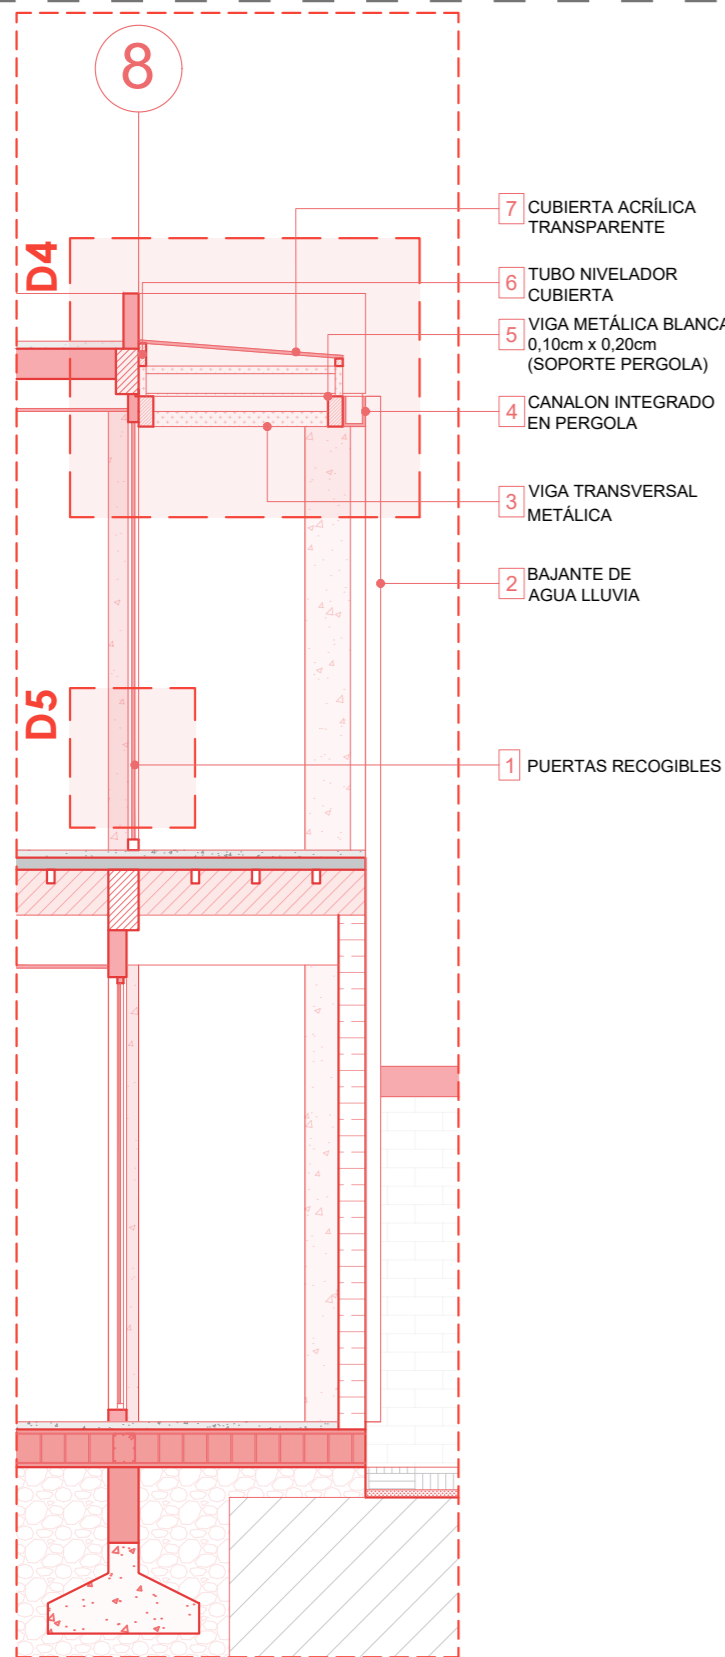 8
D4
7 CUBIERTA ACRÍLICA
TRANSPARENTE
6 TUBO NIVELADOR
CUBIERTA
5 VIGA METÁLICA BLANCA
0,10cm x 0,20cm
(SOPORTE PERGOLA)
4 CANALON INTEGRADO
EN PERGOLA
3 VIGA TRANSVERSAL
METÁLICA
2 BAJANTE DE
AGUA LLUVIA
D5
1 PUERTAS RECOGIBLES